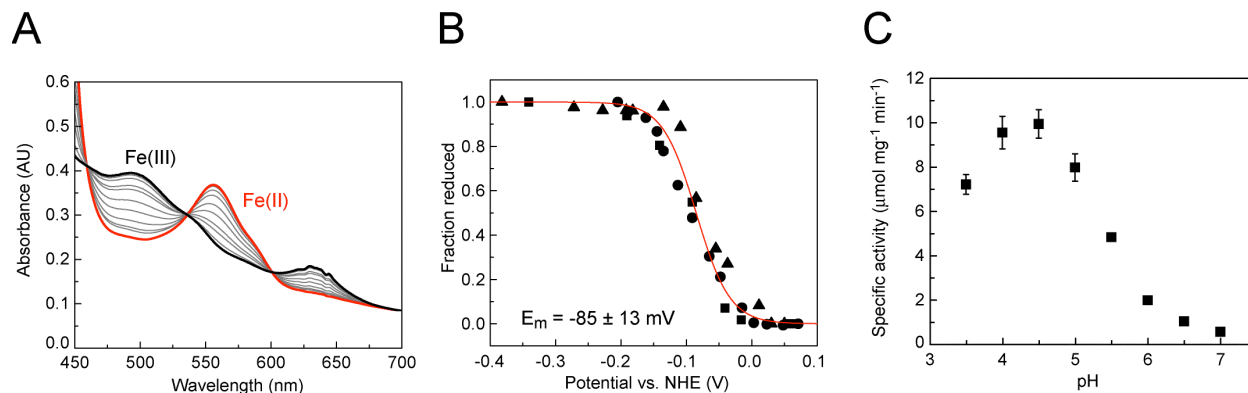 A
0.6
0.5
0.4
0.3
0.2
0.1
0.0
Absorbance (AU)
Fe(III)
Fe(II)
450 500 550 600 650 700
Wavelength (nm)
B
1.0
0.8
0.6
0.4
0.2
0.0
Fraction reduced
Em = -85 ± 13 mV
-0.4 -0.3 -0.2 -0.1 0.0 0.1
Potential vs. NHE (V)
C
12
10
8
6
4
2
0
Specific activity (µmol mg⁻¹ min⁻¹)
3 4 5 6 7
pH